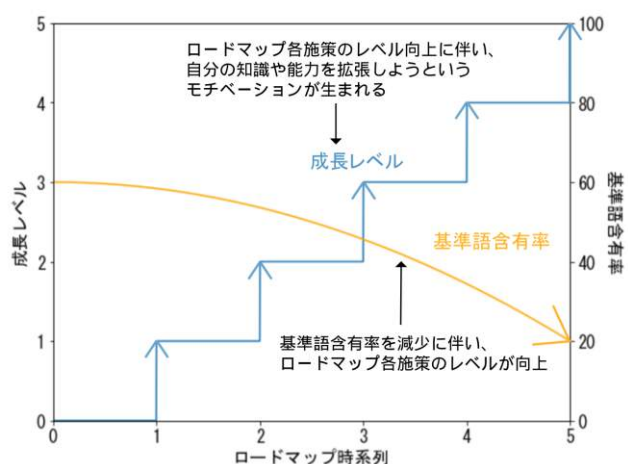 ロードマップ各施策のレベル向上に伴い、
自分の知識や能力を拡張しようという
モチベーションが生まれる
成長レベル
基準語含有率
基準語含有率を減少に伴い、
ロードマップ各施策のレベルが向上
成長レベル
5
4
3
2
1
0
基準語含有率
100
80
60
40
20
0
0 1 2 3 4 5
ロードマップ時系列